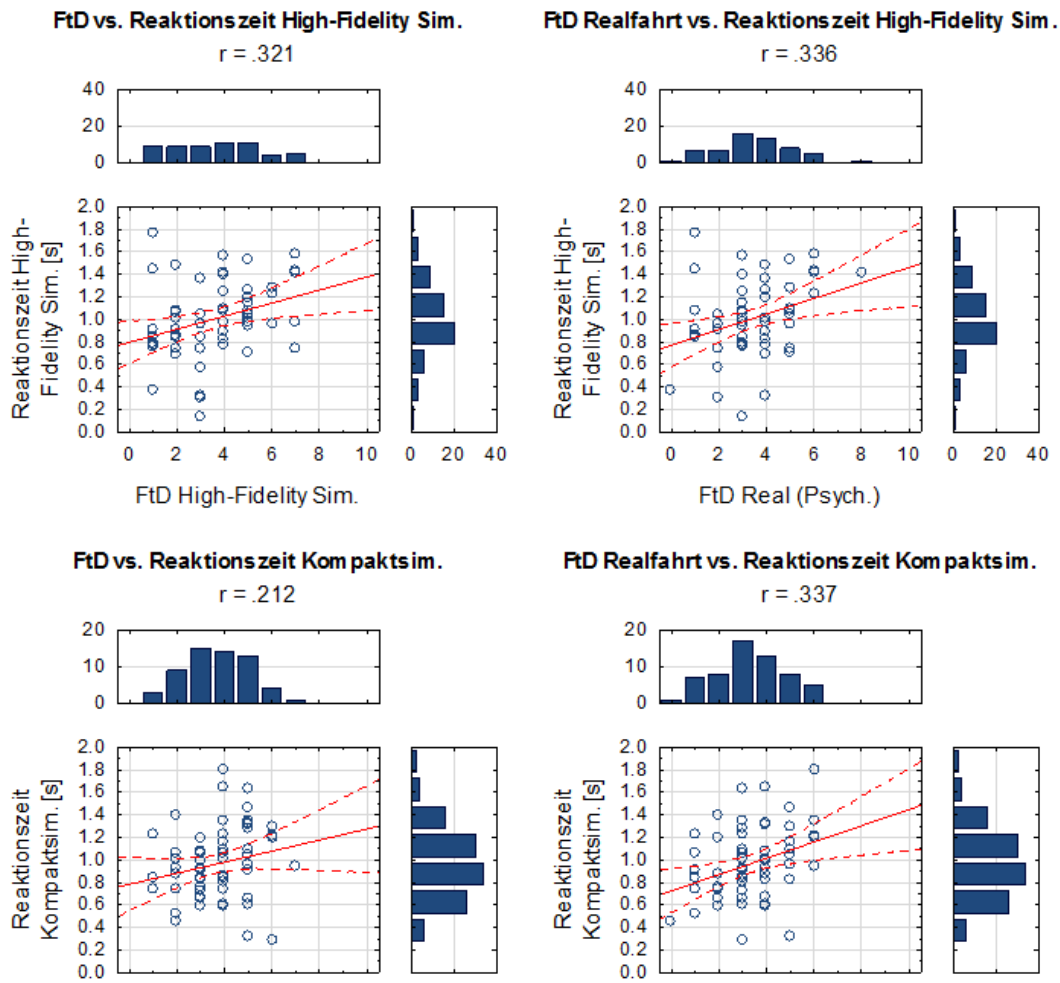 FtD vs. Reaktionszeit High-Fidelity Sim.
r = .321
40
20
0
Reaktionszeit High-
Fidelity Sim. [s]
2.0
1.8
1.6
1.4
1.2
1.0
0.8
0.6
0.4
0.2
0.0
0 2 4 6 8 10
0 20 40
FtD High-Fidelity Sim.
FtD Realfahrt vs. Reaktionszeit High-Fidelity Sim.
r = .336
40
20
0
Reaktionszeit High-
Fidelity Sim. [s]
2.0
1.8
1.6
1.4
1.2
1.0
0.8
0.6
0.4
0.2
0.0
0 2 4 6 8 10
0 20 40
FtD Real (Psych.)
FtD vs. Reaktionszeit Kompaktsim.
r = .212
20
10
0
Reaktionszeit
Kompaktsim. [s]
2.0
1.8
1.6
1.4
1.2
1.0
0.8
0.6
0.4
0.2
0.0
FtD Realfahrt vs. Reaktionszeit Kompaktsim.
r = .337
20
10
0
Reaktionszeit
Kompaktsim. [s]
2.0
1.8
1.6
1.4
1.2
1.0
0.8
0.6
0.4
0.2
0.0